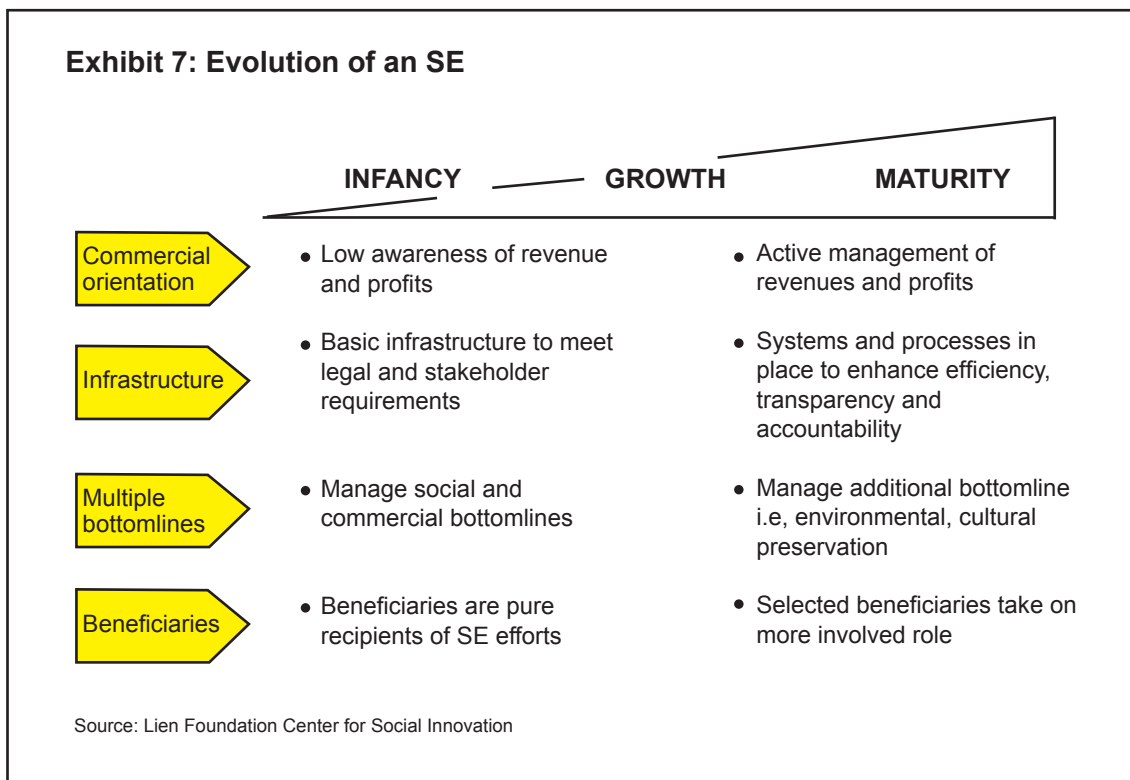 Exhibit 7: Evolution of an SE
INFANCY
GROWTH
MATURITY
Commercial
orientation
• Low awareness of revenue
and profits
• Active management of
revenues and profits
Infrastructure
• Basic infrastructure to meet
legal and stakeholder
requirements
• Systems and processes in
place to enhance efficiency,
transparency and
accountability
Multiple
bottomlines
• Manage social and
commercial bottomlines
• Manage additional bottomline
i.e, environmental, cultural
preservation
Beneficiaries
• Beneficiaries are pure
recipients of SE efforts
• Selected beneficiaries take on
more involved role
Source: Lien Foundation Center for Social Innovation